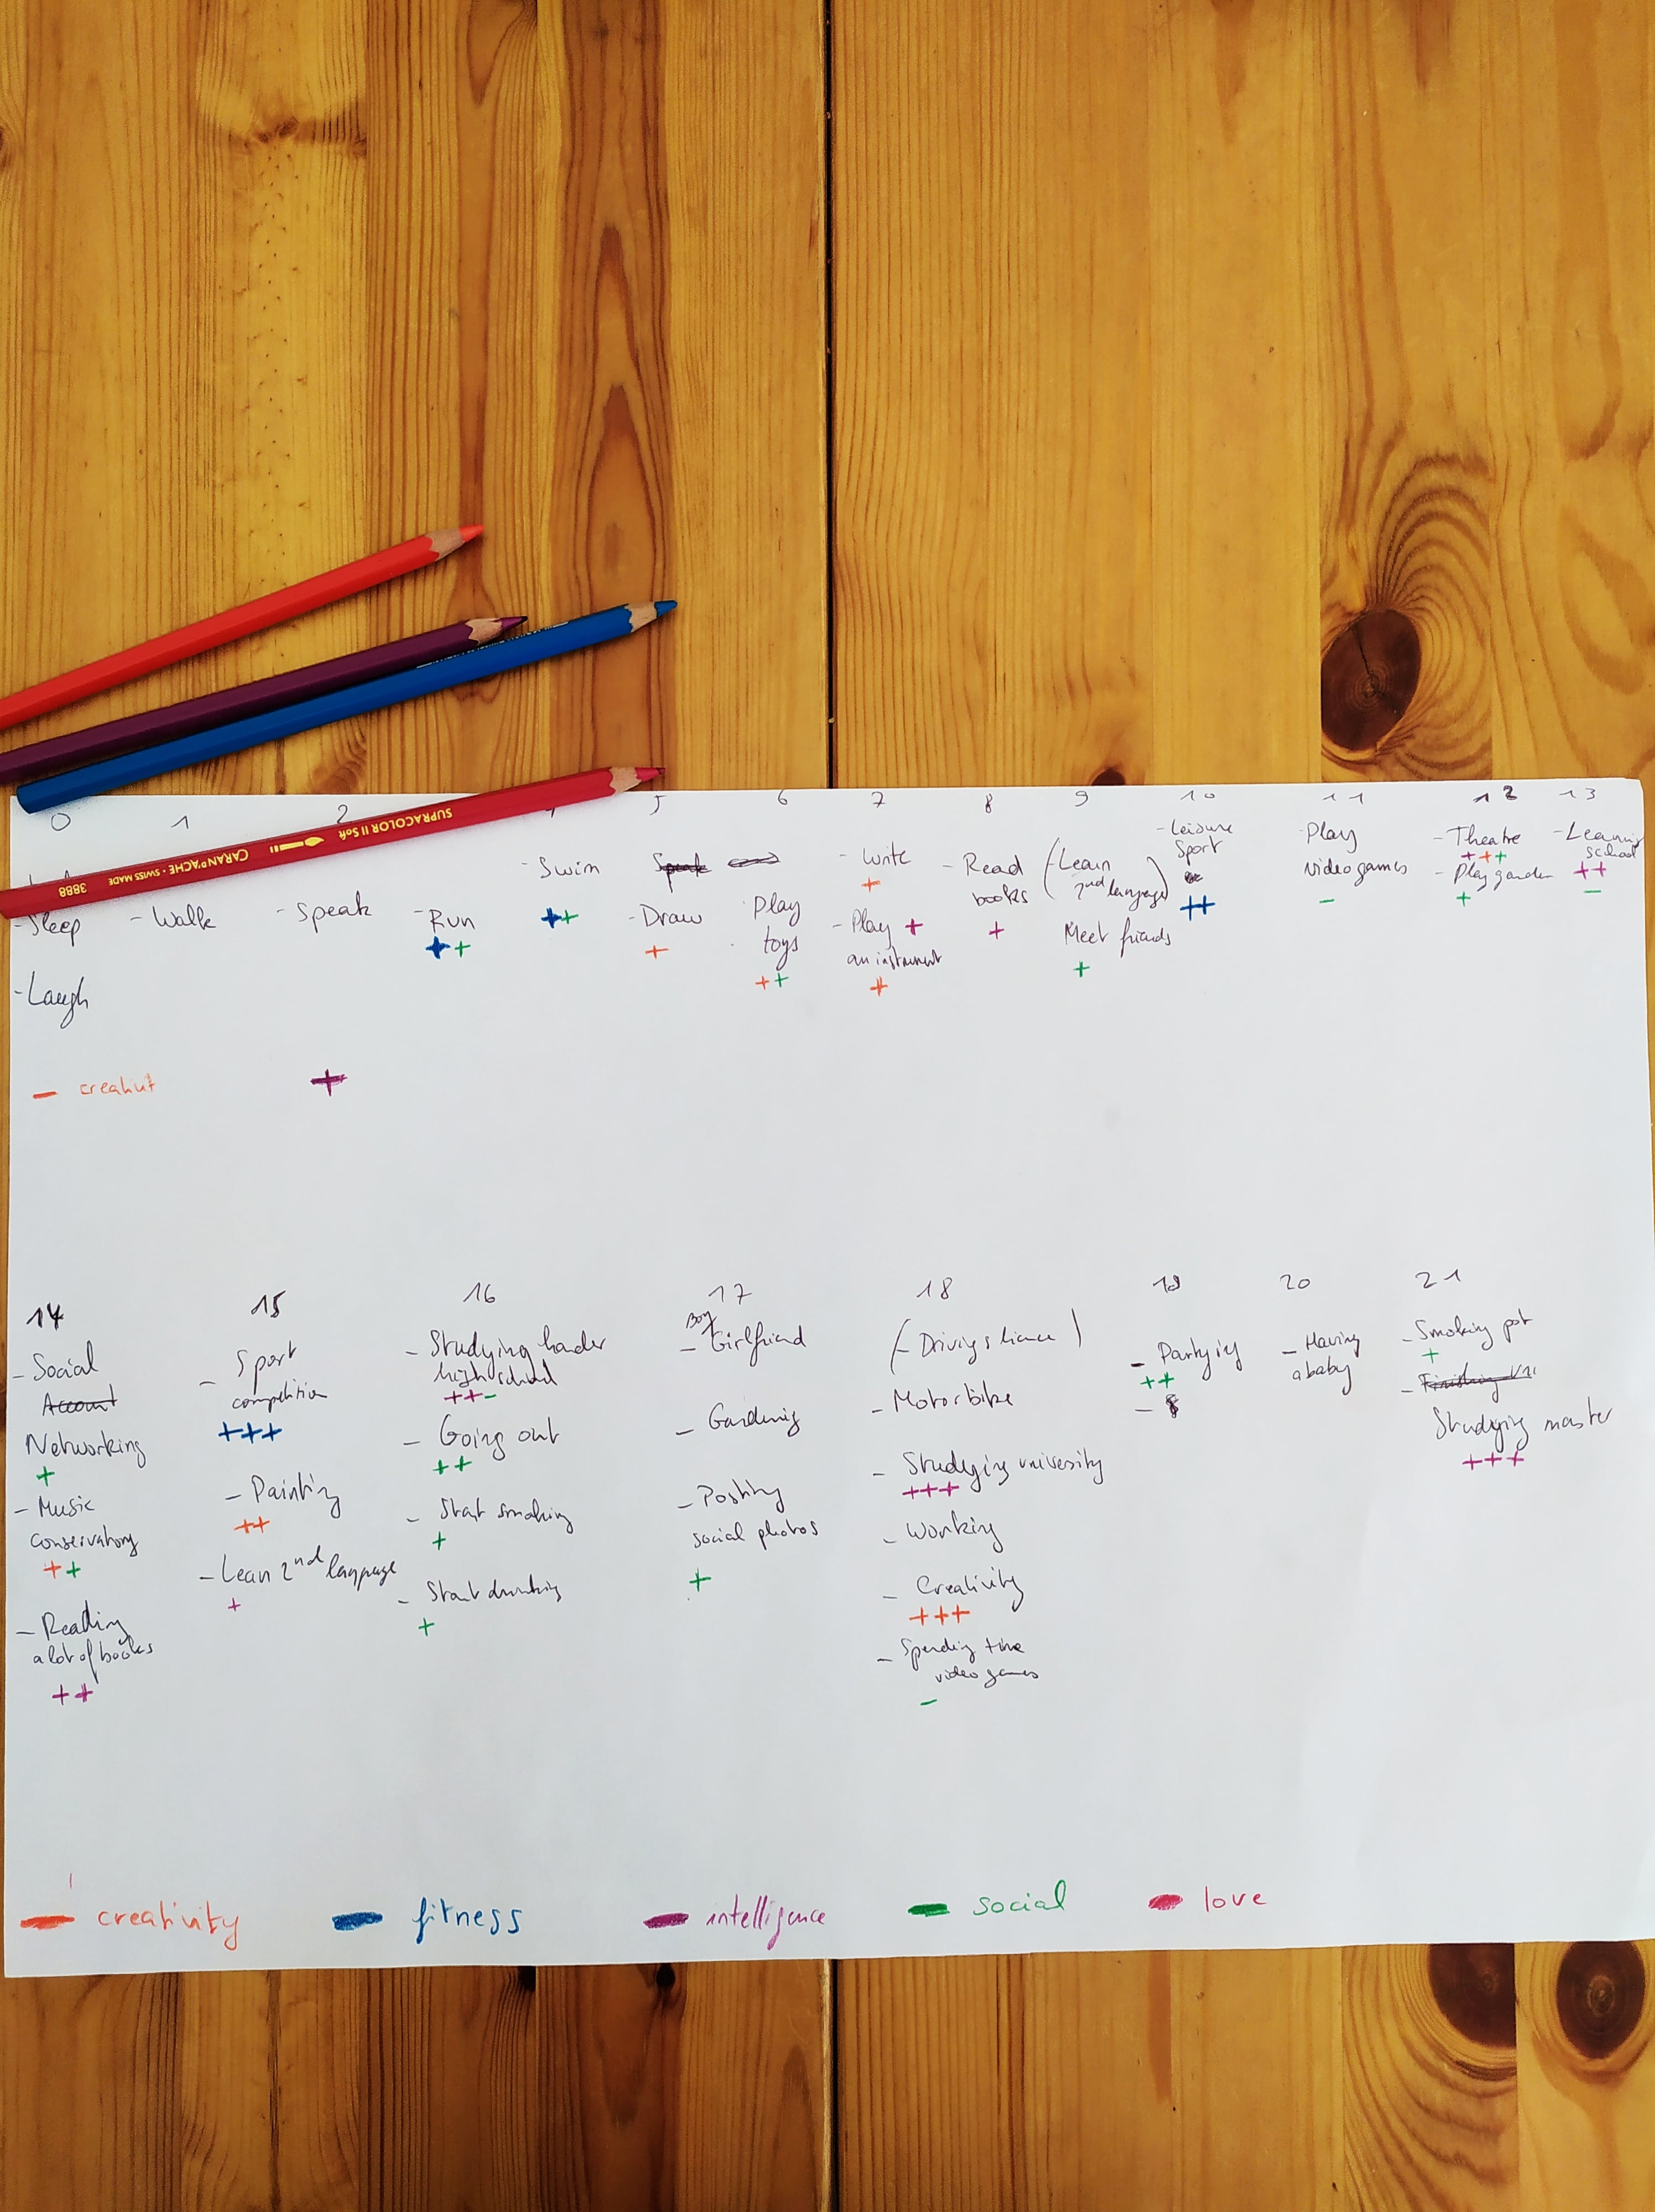 SUPRACOLOR II SOFT
CARAN D'ACHE · SWISS MADE
3888
0
1
2
5
6
7
8
9
10
11
12
13
- Sleep
- Laugh
- Walk
- Speak
- Run
++
- Swim
++
Speak
- Draw
+
Play
toys
++
- Write
+
- Play +
an instrument
+
- Read
books
+
(Learn
2nd language)
Meet friends
+
- Leisure
Sport
++
Play
videogames
-
- Theatre
+++
- Play garden
+
- Learning
school
++
-
- creativit
+
14
- Social
Account
Networking
+
- Music
conservatory
++
- Reading
a lot of books
++
15
- Sport
competition
+++
- Painting
++
- Lean 2nd language
+
16
- Studying harder
high school
++-
- Going out
++
- Start smoking
+
- Start drinking
+
17
Boy
- Girlfriend
- Gardening
- Posting
social photos
+
18
(- Driving licence)
- Motorbike
- Studying university
+++
- Working
- Creativity
+++
- Spending time
video games
-
19
- Partying
++
-
20
- Having
a baby
21
- Smoking pot
+
- Finishing uni
Studying master
+++
- creativity
- fitness
- intelligence
- social
- love